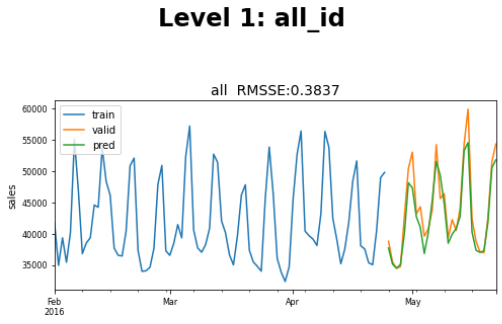 Level 1: all_id
all RMSSE:0.3837
train
valid
pred
sales
60000
55000
50000
45000
40000
35000
Feb
2016
Mar
Apr
May